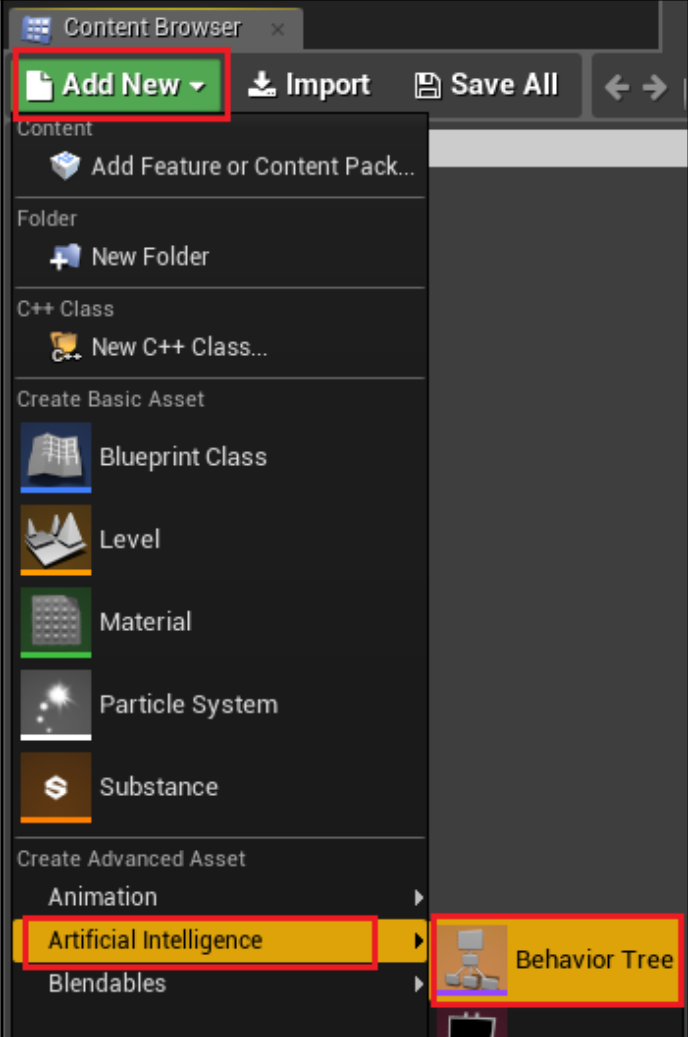 Content Browser
Add New
Import
Save All
Content
Add Feature or Content Pack...
Folder
New Folder
C++ Class
C++
New C++ Class...
Create Basic Asset
Blueprint Class
Level
Material
Particle System
S
Substance
Create Advanced Asset
Animation
Artificial Intelligence
Behavior Tree
Blendables